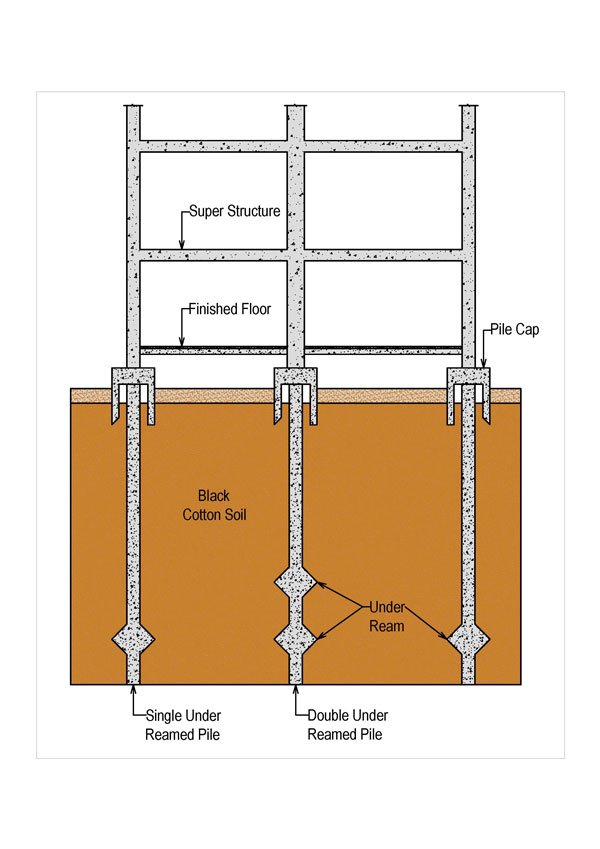 Super Structure
Finished Floor
Pile Cap
Black
Cotton Soil
Under
Ream
Single Under
Reamed Pile
Double Under
Reamed Pile